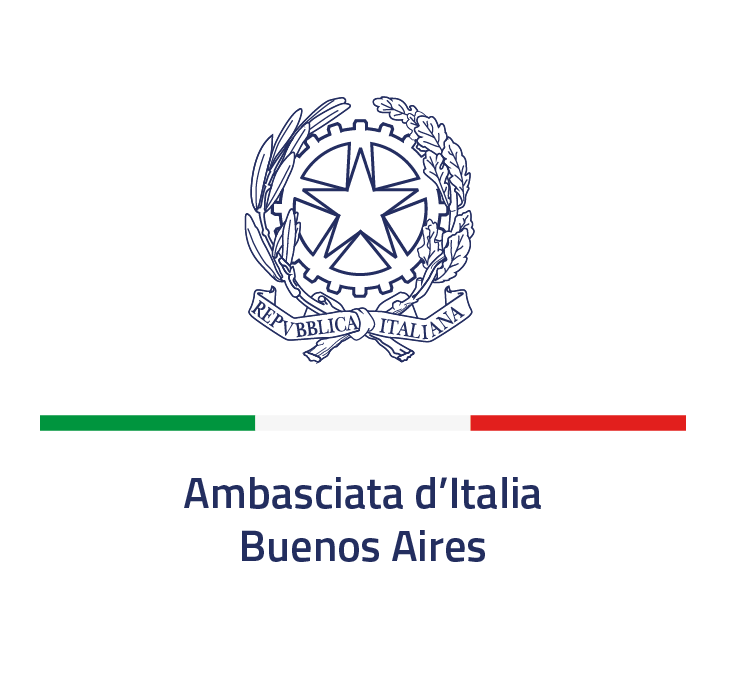 REPVBBLICA ITALIANA
Ambasciata d’Italia
Buenos Aires